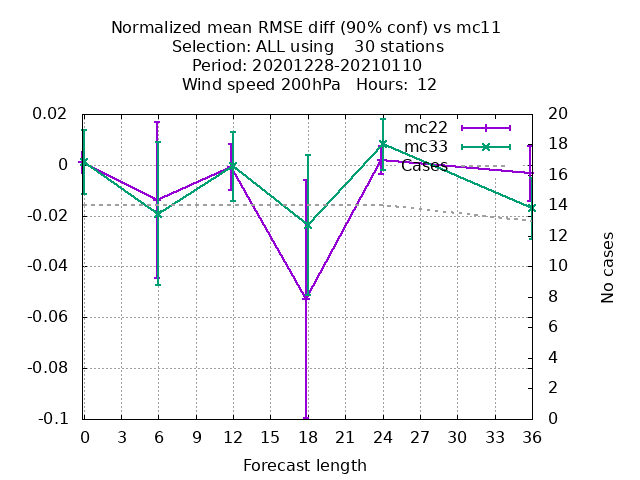 Normalized mean RMSE diff (90% conf) vs mc11
Selection: ALL using    30 stations
Period: 20201228-20210110
Wind speed 200hPa   Hours:  12
mc22
mc33
Cases
0.02
0
-0.02
-0.04
-0.06
-0.08
-0.1
20
18
16
14
12
10
8
6
4
2
0
No cases
0 3 6 9 12 15 18 21 24 27 30 33 36
Forecast length